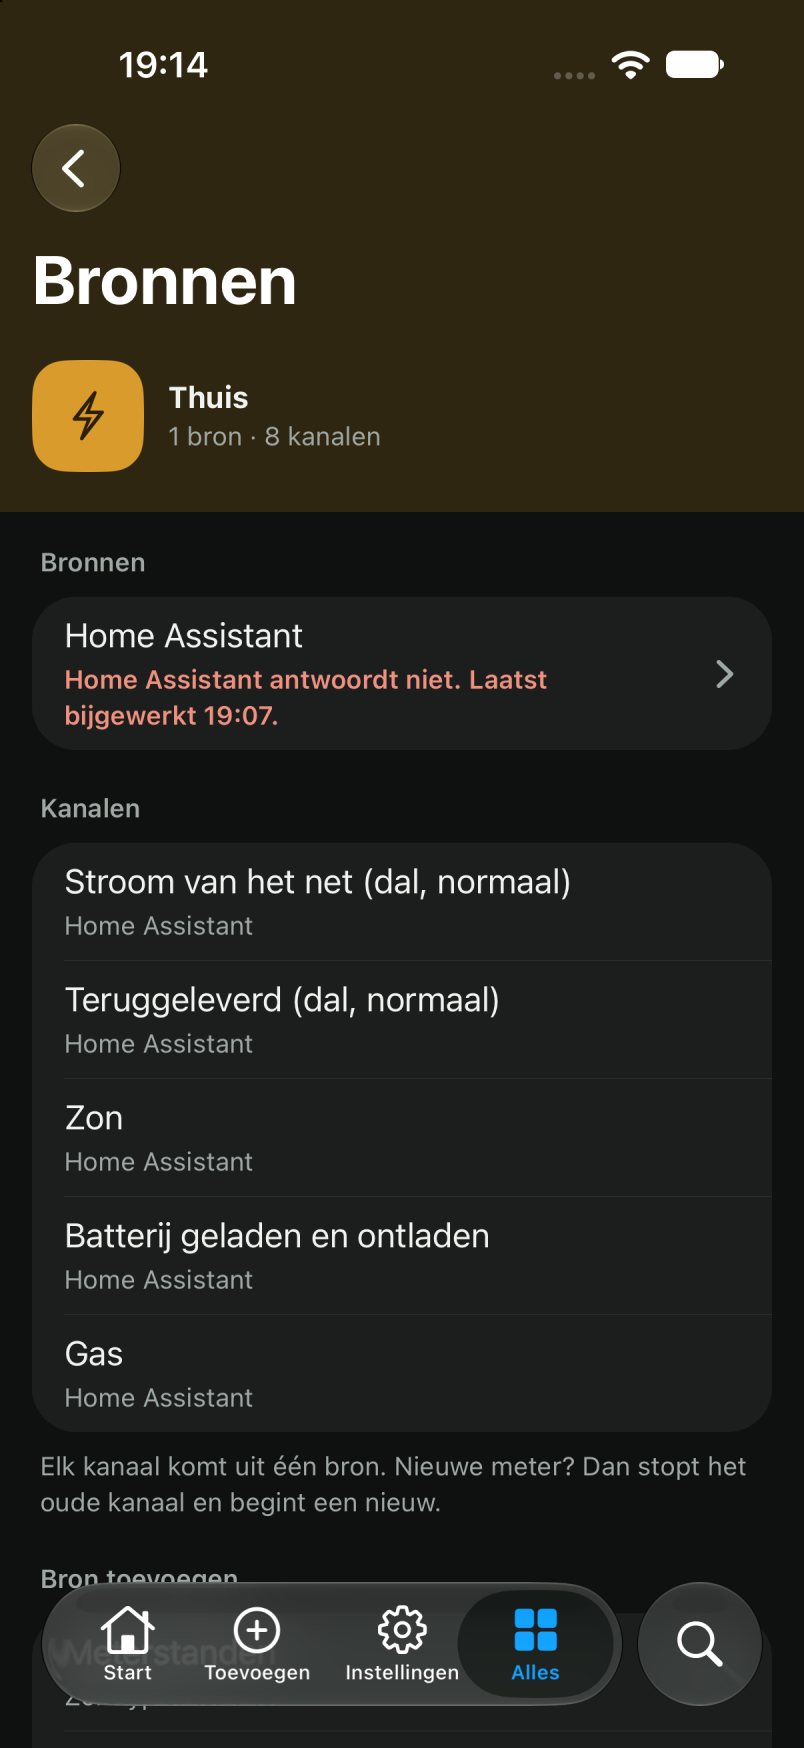 19:14
Bronnen
Thuis
1 bron · 8 kanalen
Bronnen
Home Assistant
Home Assistant antwoordt niet. Laatst
bijgewerkt 19:07.
Kanalen
Stroom van het net (dal, normaal)
Home Assistant
Teruggeleverd (dal, normaal)
Home Assistant
Zon
Home Assistant
Batterij geladen en ontladen
Home Assistant
Gas
Home Assistant
Elk kanaal komt uit één bron. Nieuwe meter? Dan stopt het
oude kanaal en begint een nieuw.
Bron toevoegen
Meterstanden
Start
Toevoegen
Instellingen
Alles